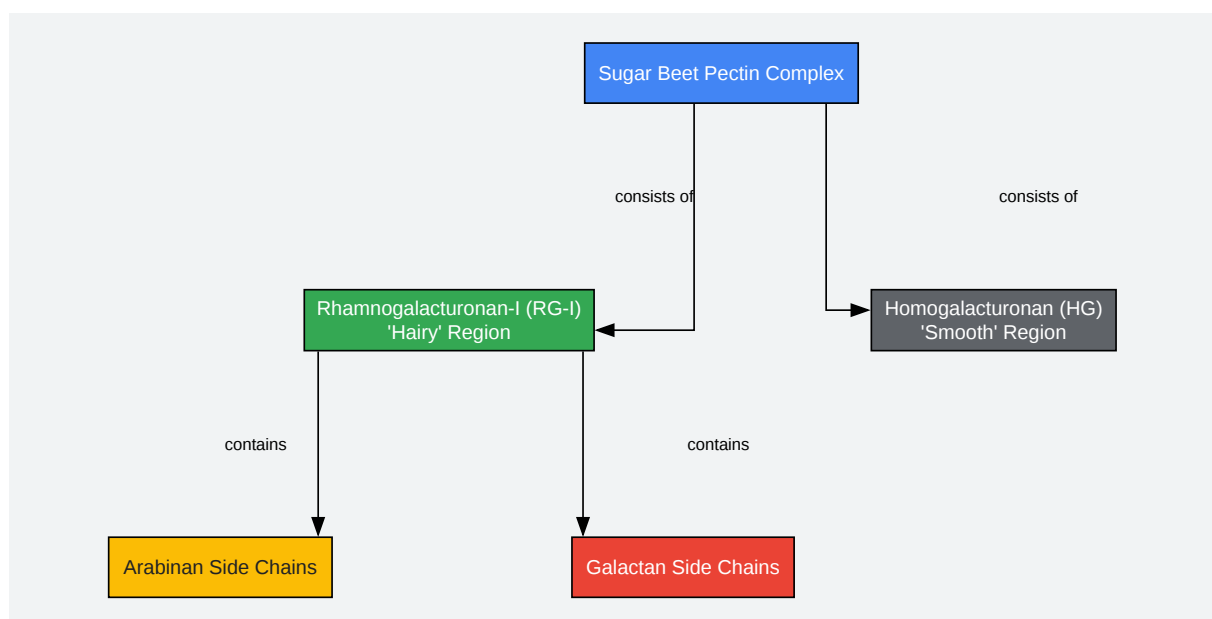 Sugar Beet Pectin Complex
consists of
consists of
Rhamnogalacturonan-I (RG-I)
'Hairy' Region
Homogalacturonan (HG)
'Smooth' Region
contains
contains
Arabinan Side Chains
Galactan Side Chains